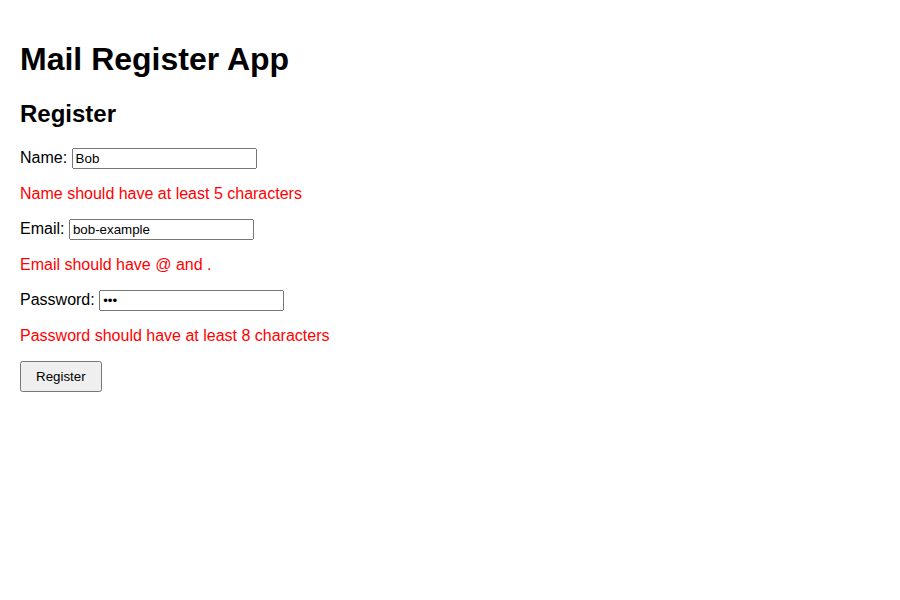 Mail Register App
Register
Name: Bob
Name should have at least 5 characters
Email: bob-example
Email should have @ and .
Password: •••
Password should have at least 8 characters
Register